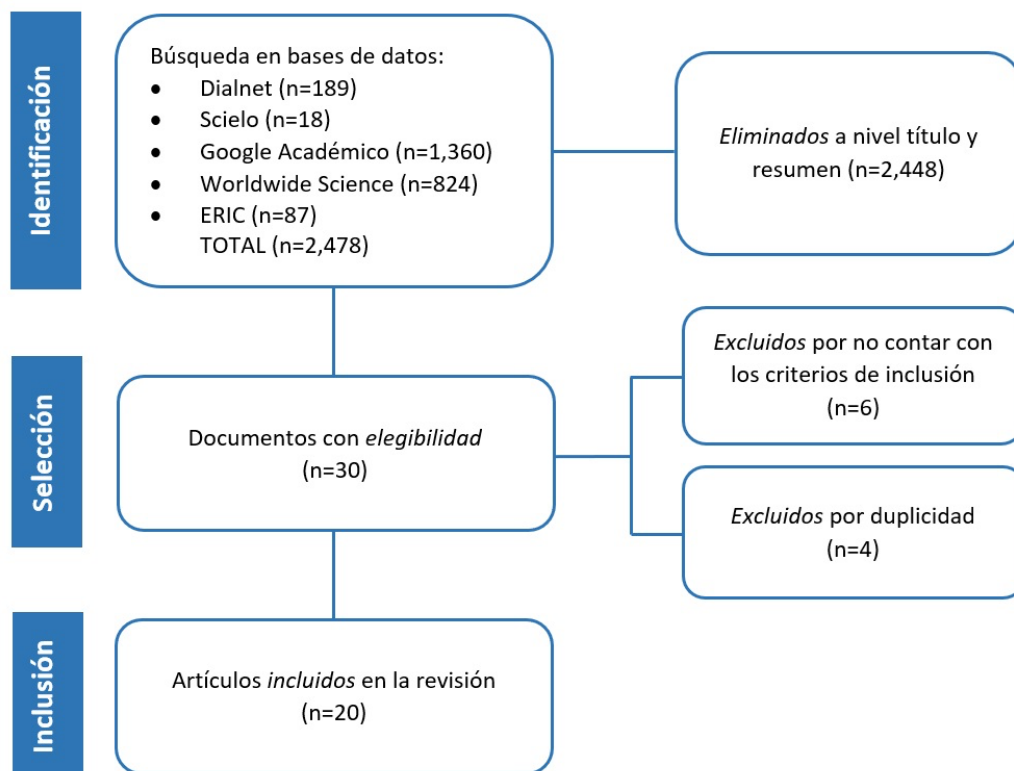 Identificación
Búsqueda en bases de datos:
• Dialnet (n=189)
• Scielo (n=18)
• Google Académico (n=1,360)
• Worldwide Science (n=824)
• ERIC (n=87)
TOTAL (n=2,478)
Eliminados a nivel título y
resumen (n=2,448)
Selección
Documentos con elegibilidad
(n=30)
Excluidos por no contar con
los criterios de inclusión
(n=6)
Excluidos por duplicidad
(n=4)
Inclusión
Artículos incluidos en la revisión
(n=20)